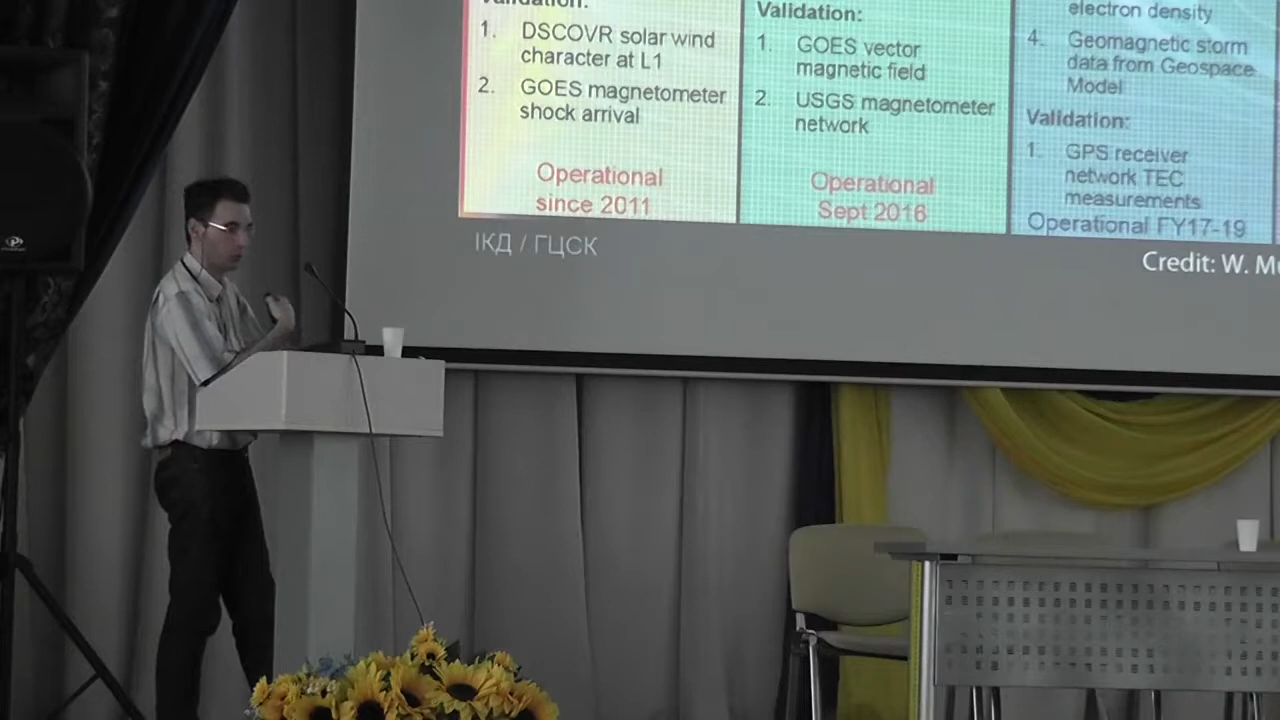 Validation:
1. DSCOVR solar wind
character at L1
2. GOES magnetometer
shock arrival
Operational
since 2011
Validation:
1. GOES vector
magnetic field
2. USGS magnetometer
network
Operational
Sept 2016
electron density
4. Geomagnetic storm
data from Geospace
Model
Validation:
1. GPS receiver
network TEC
measurements
Operational FY17-19
ІКД / ГЦСК
Credit: W.